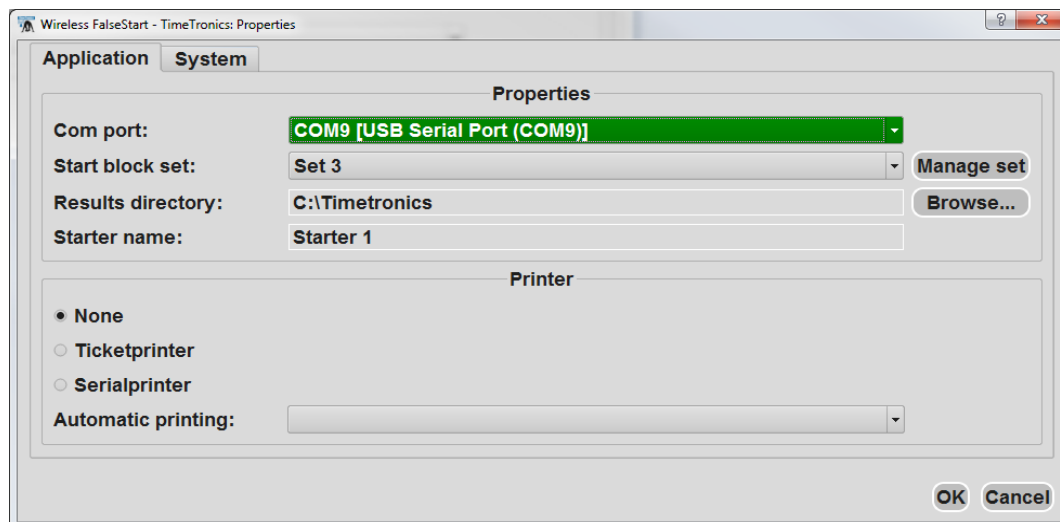 Wireless FalseStart - TimeTronics: Properties
Application System
Properties
Com port: COM9 [USB Serial Port (COM9)]
Start block set: Set 3 Manage set
Results directory: C:\Timetronics Browse...
Starter name: Starter 1
Printer
None
Ticketprinter
Serialprinter
Automatic printing:
OK Cancel